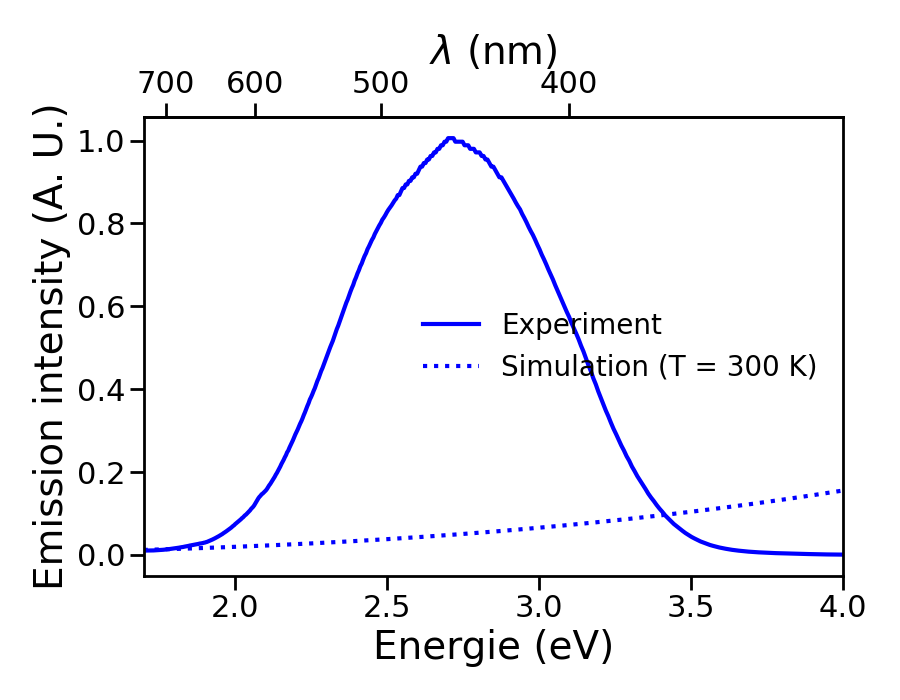 λ (nm)
700 600 500 400
Emission intensity (A. U.)
1.0
0.8
0.6
0.4
0.2
0.0
Experiment
Simulation (T = 300 K)
2.0 2.5 3.0 3.5 4.0
Energie (eV)